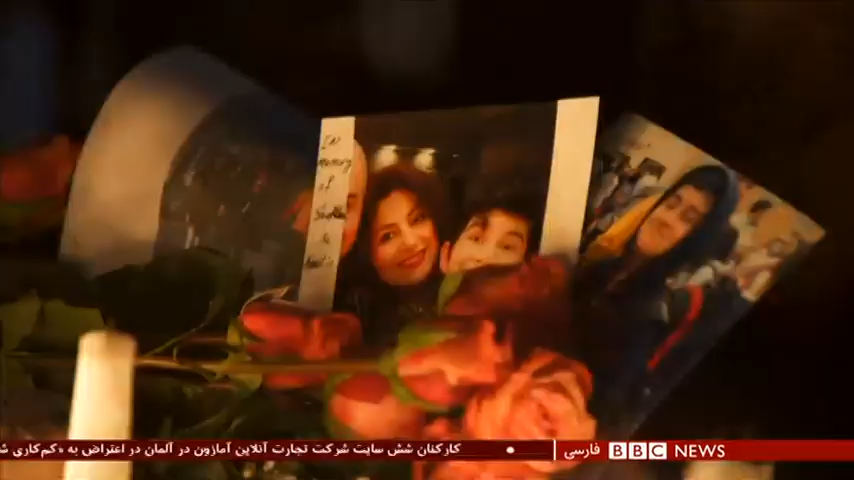 In
memory
of
&
کارکنان شش سایت شرکت تجارت آنلاین آمازون در آلمان در اعتراض به «کم‌کاری ش
فارسی BBC NEWS